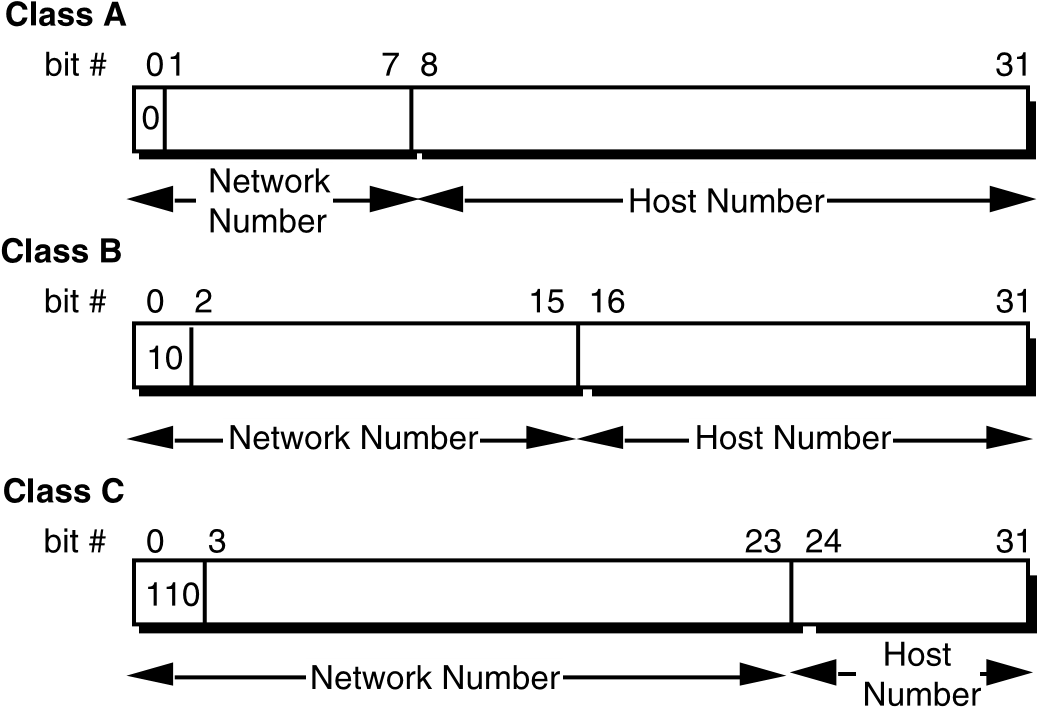 Class A
bit # 0 1 7 8 31
0
Network
Number
Host Number
Class B
bit # 0 2 15 16 31
10
Network Number Host Number
Class C
bit # 0 3 23 24 31
110
Network Number
Host
Number